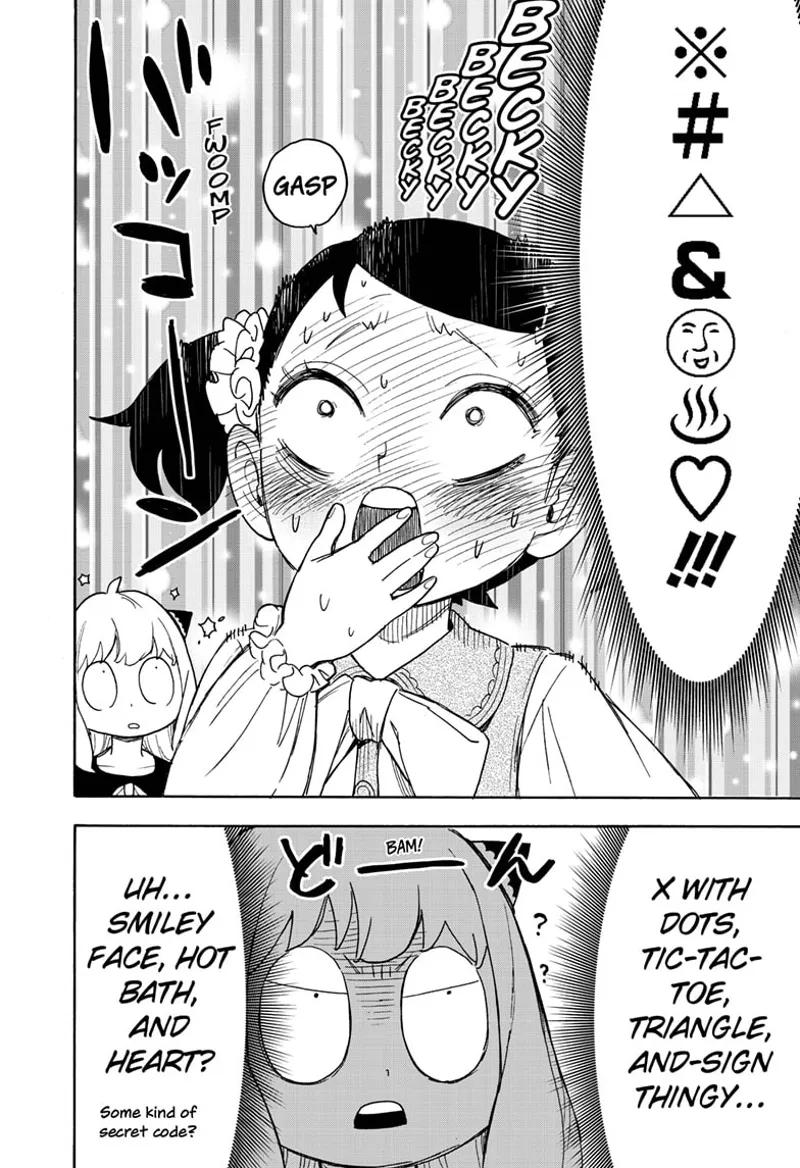 ※
#
△
&
♨
♡
!!!
BECKY
BECKY
BECKY
BECKY
GASP
FWOOMP
バッコーン
X WITH
DOTS,
TIC-TAC-
TOE,
TRIANGLE,
AND-SIGN
THINGY...
BAM!
どーん
?
?
UH...
SMILEY
FACE, HOT
BATH,
AND
HEART?
Some kind of
secret code?